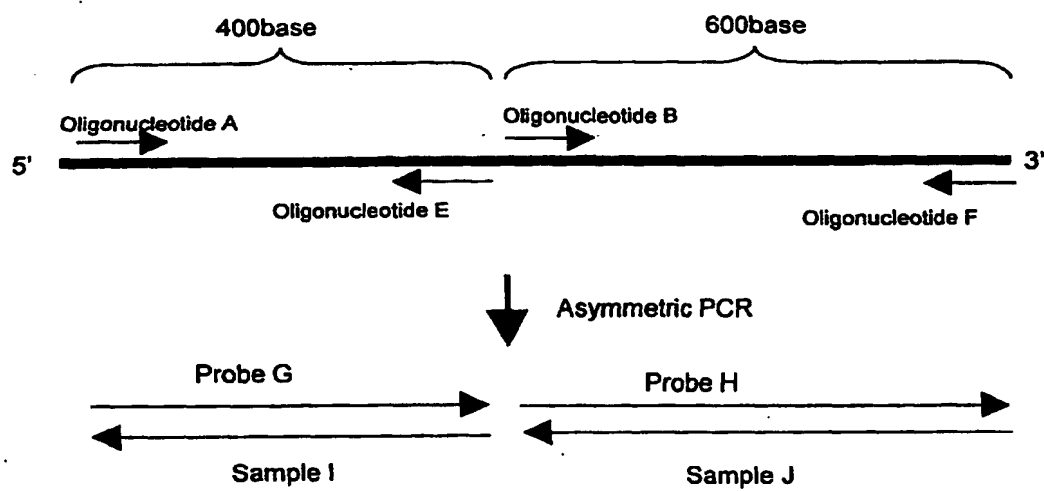 400base
600base
Oligonucleotide A
Oligonucleotide B
5'
3'
Oligonucleotide E
Oligonucleotide F
Asymmetric PCR
Probe G
Probe H
Sample I
Sample J